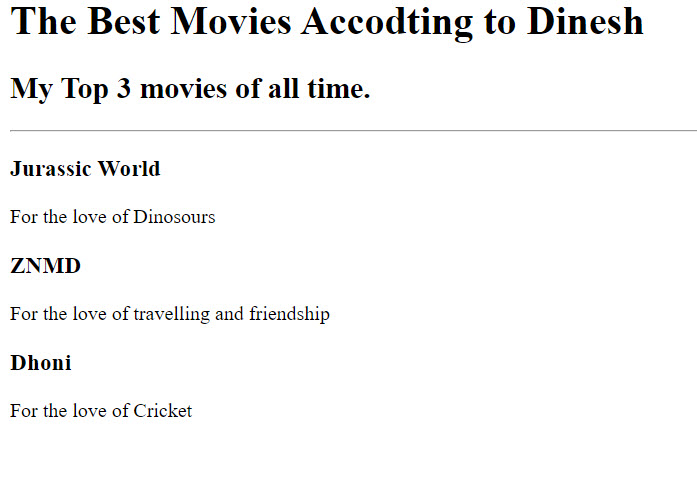 The Best Movies Accodting to Dinesh
My Top 3 movies of all time.
Jurassic World
For the love of Dinosours
ZNMD
For the love of travelling and friendship
Dhoni
For the love of Cricket